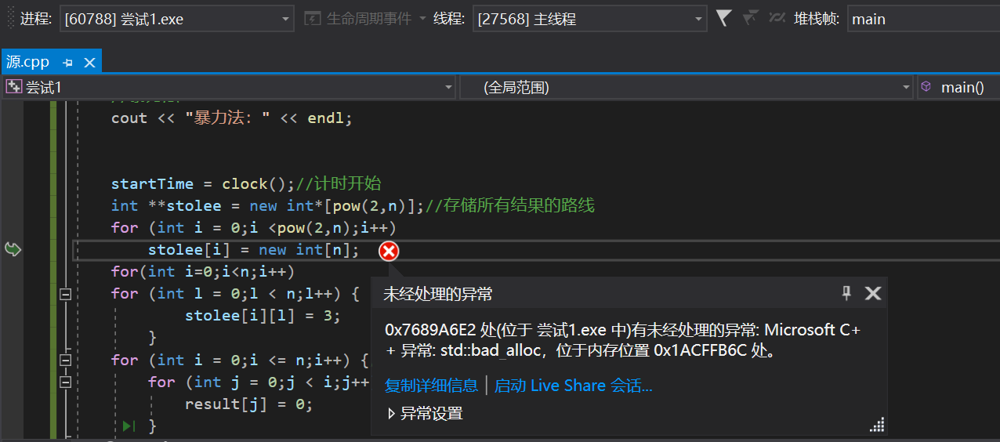 进程: [60788] 尝试1.exe 生命周期事件 线程: [27568] 主线程 堆栈帧: main
源.cpp
尝试1 (全局范围) main()
cout << "暴力法: " << endl;
startTime = clock();//计时开始
int **stolee = new int*[pow(2,n)];//存储所有结果的路线
for (int i = 0;i <pow(2,n);i++)
stolee[i] = new int[n];
for(int i=0;i<n;i++)
for (int l = 0;l < n;l++) {
stolee[i][l] = 3;
}
for (int i = 0;i <= n;i++) {
for (int j = 0;j < i;j++
result[j] = 0;
}
未经处理的异常
0x7689A6E2 处(位于 尝试1.exe 中)有未经处理的异常: Microsoft C+
+ 异常: std::bad_alloc，位于内存位置 0x1ACFFB6C 处。
复制详细信息 | 启动 Live Share 会话...
异常设置